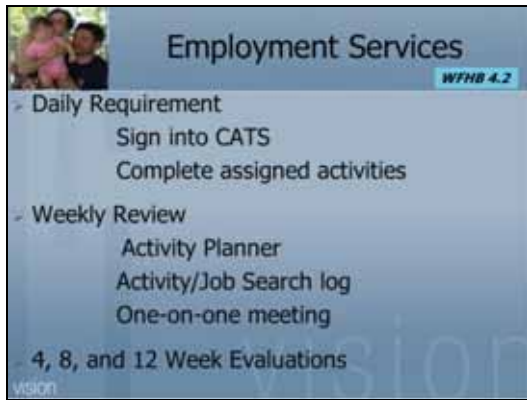 Employment Services
WFHB 4.2
Daily Requirement
Sign into CATS
Complete assigned activities
Weekly Review
Activity Planner
Activity/Job Search log
One-on-one meeting
4, 8, and 12 Week Evaluations
vision
vision